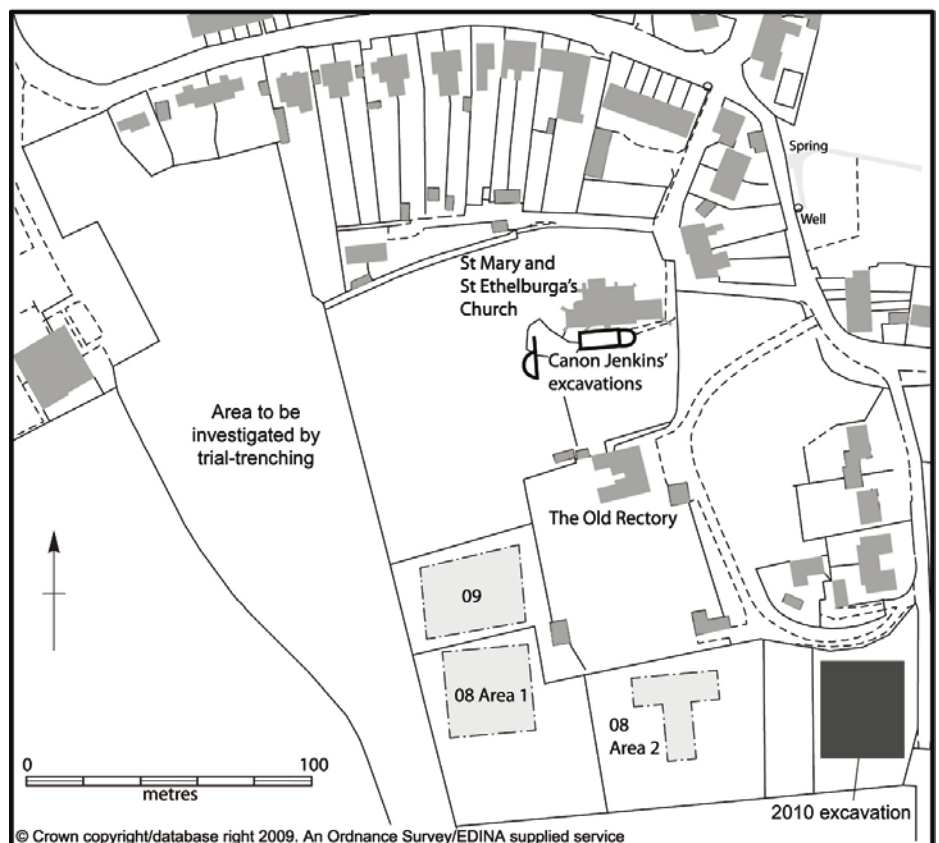 Spring
Well
St Mary and
St Ethelburga's
Church
Canon Jenkins'
excavations
Area to be
investigated by
trial-trenching
The Old Rectory
09
08 Area 1
08
Area 2
0 100
metres
2010 excavation
© Crown copyright/database right 2009. An Ordnance Survey/EDINA supplied service